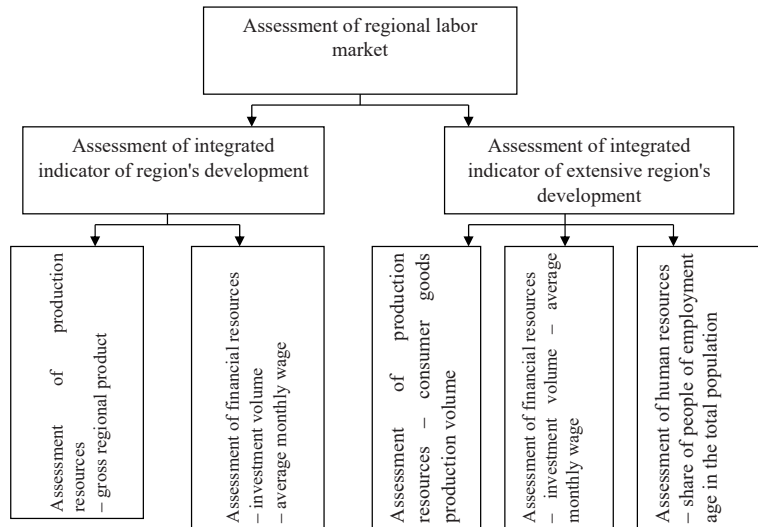 Assessment of regional labor
market
Assessment of integrated
indicator of region's development
Assessment of integrated
indicator of extensive region's
development
Assessment of production
resources
– gross regional product
Assessment of financial resources
– investment volume
– average monthly wage
Assessment of production
resources – consumer goods
production volume
Assessment of financial resources
– investment volume – average
monthly wage
Assessment of human resources
– share of people of employment
age in the total population